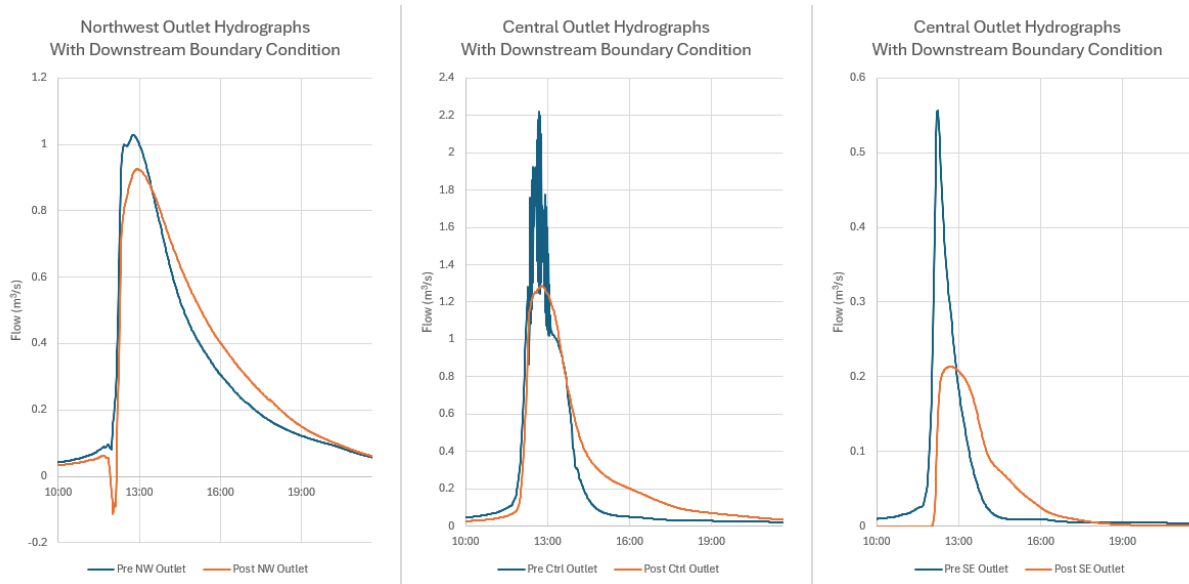 Northwest Outlet Hydrographs
With Downstream Boundary Condition
1.2
1
0.8
0.6
0.4
0.2
0
-0.2
Flow (m³/s)
10:00 13:00 16:00 19:00
Pre NW Outlet Post NW Outlet
Central Outlet Hydrographs
With Downstream Boundary Condition
2.4
2.2
2
1.8
1.6
1.4
1.2
1
0.8
0.6
0.4
0.2
0
Flow (m³/s)
10:00 13:00 16:00 19:00
Pre Ctrl Outlet Post Ctrl Outlet
Central Outlet Hydrographs
With Downstream Boundary Condition
0.6
0.5
0.4
0.3
0.2
0.1
0
Flow (m³/s)
10:00 13:00 16:00 19:00
Pre SE Outlet Post SE Outlet